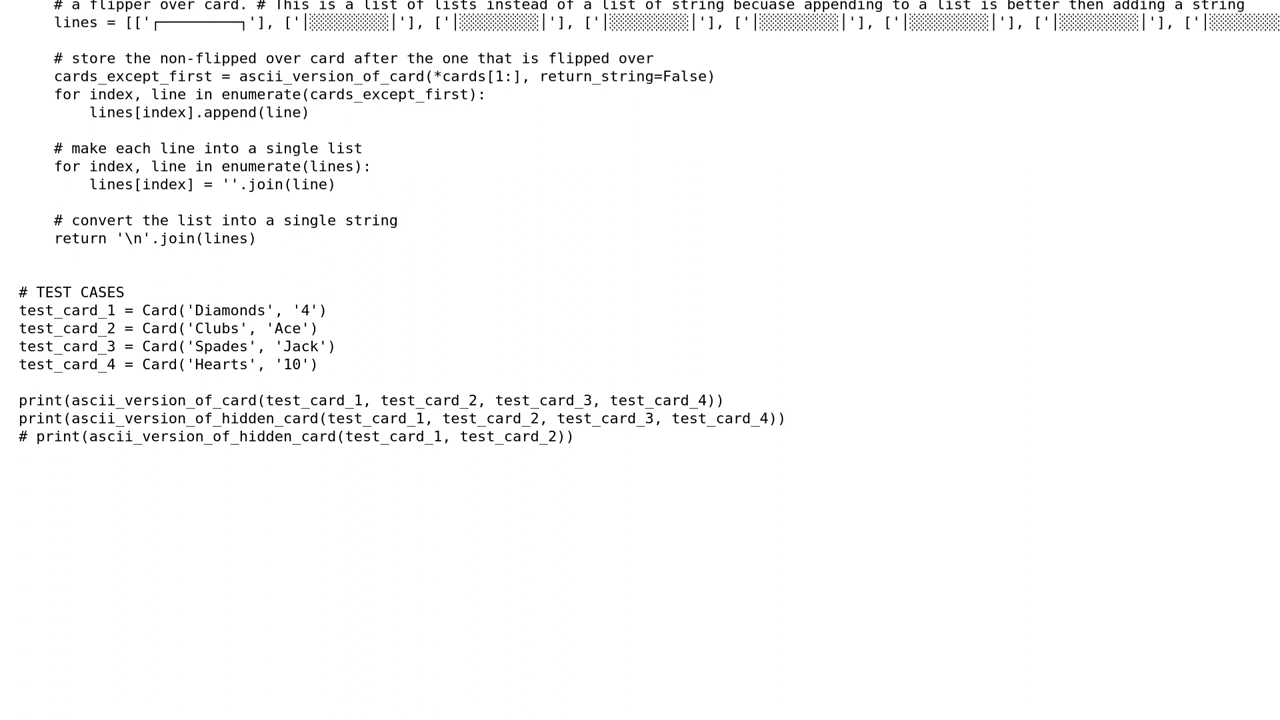 # a flipper over card. # This is a list of lists instead of a list of string becuase appending to a list is better then adding a string
    lines = [['┌─────────┐'], ['│░░░░░░░░░│'], ['│░░░░░░░░░│'], ['│░░░░░░░░░│'], ['│░░░░░░░░░│'], ['│░░░░░░░░░│'], ['│░░░░░░░░░│'], ['│░░░░░░░░
    # store the non-flipped over card after the one that is flipped over
    cards_except_first = ascii_version_of_card(*cards[1:], return_string=False)
    for index, line in enumerate(cards_except_first):
        lines[index].append(line)
    # make each line into a single list
    for index, line in enumerate(lines):
        lines[index] = ''.join(line)
    # convert the list into a single string
    return '\n'.join(lines)
# TEST CASES
test_card_1 = Card('Diamonds', '4')
test_card_2 = Card('Clubs', 'Ace')
test_card_3 = Card('Spades', 'Jack')
test_card_4 = Card('Hearts', '10')
print(ascii_version_of_card(test_card_1, test_card_2, test_card_3, test_card_4))
print(ascii_version_of_hidden_card(test_card_1, test_card_2, test_card_3, test_card_4))
# print(ascii_version_of_hidden_card(test_card_1, test_card_2))